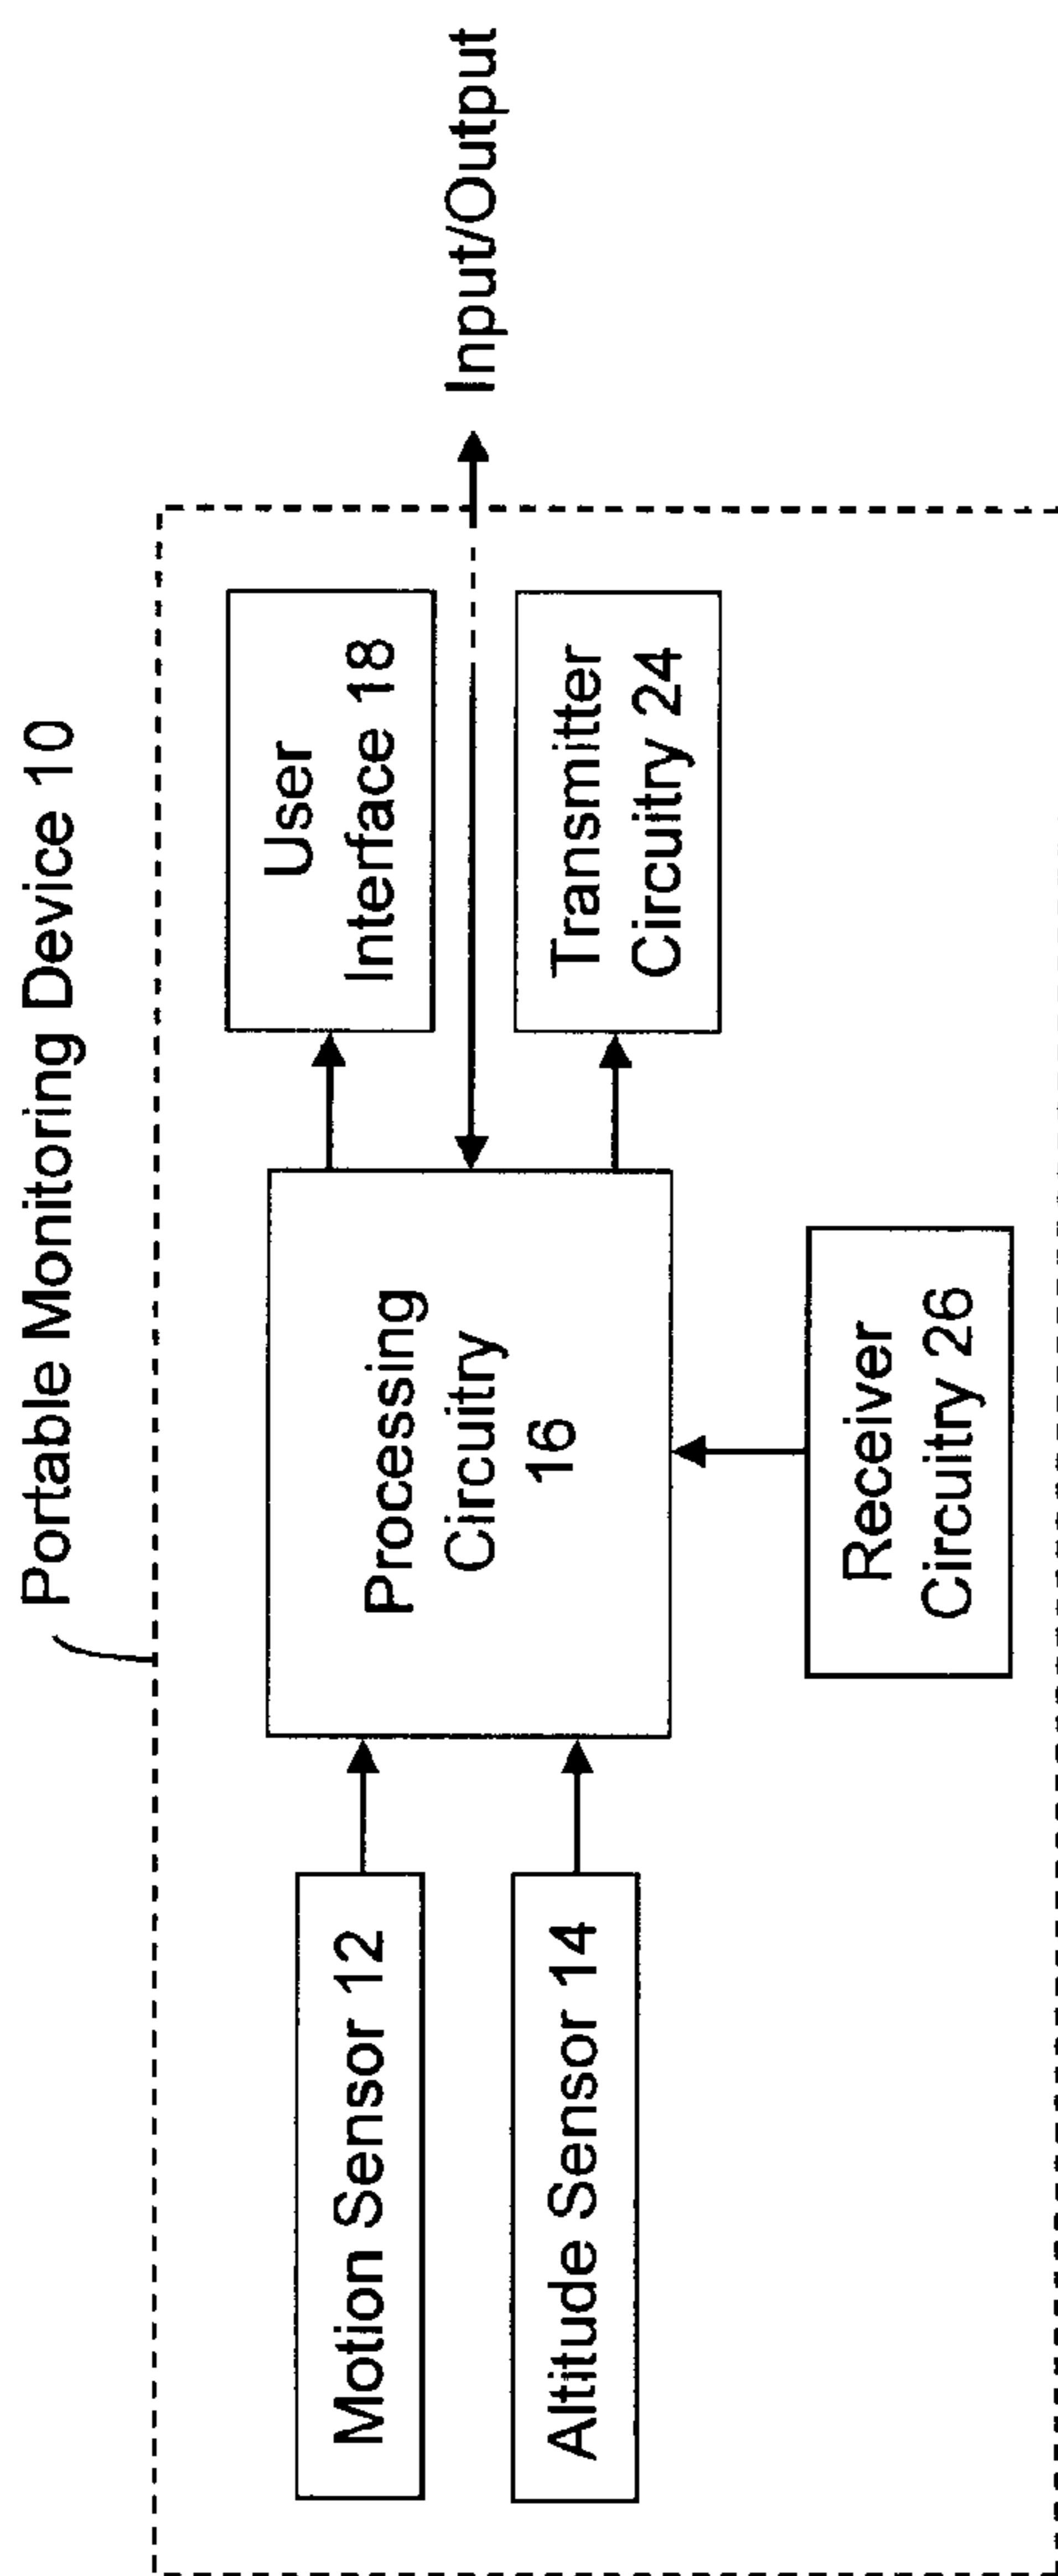 Portable Monitoring Device 10
Motion Sensor 12
Altitude Sensor 14
Processing
Circuitry
16
User
Interface 18
Input/Output
Transmitter
Circuitry 24
Receiver
Circuitry 26